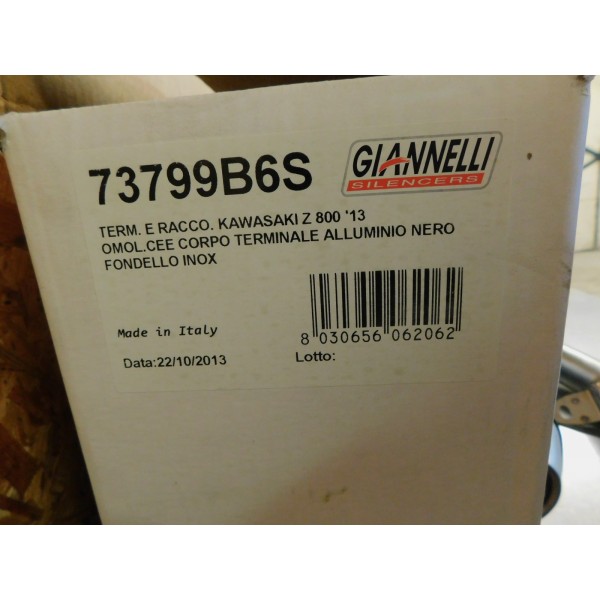 73799B6S
GIANNELLI
SILENCERS
TERM. E RACCO. KAWASAKI Z 800 '13
OMOL.CEE CORPO TERMINALE ALLUMINIO NERO
FONDELLO INOX
Made in Italy
8 030656 062062
Data:22/10/2013
Lotto: